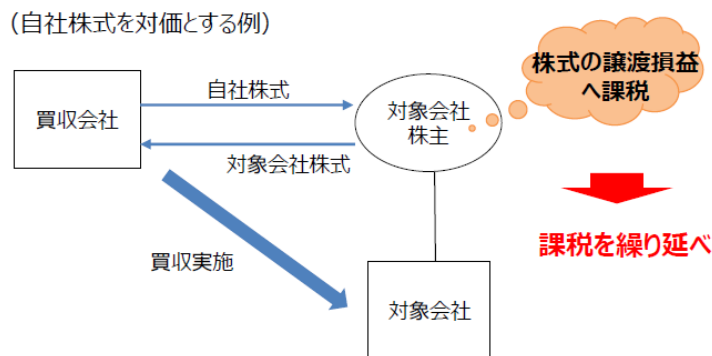 （自社株式を対価とする例）
株式の譲渡損益
へ課税
自社株式
買収会社
対象会社
株主
対象会社株式
課税を繰り延べ
買収実施
対象会社